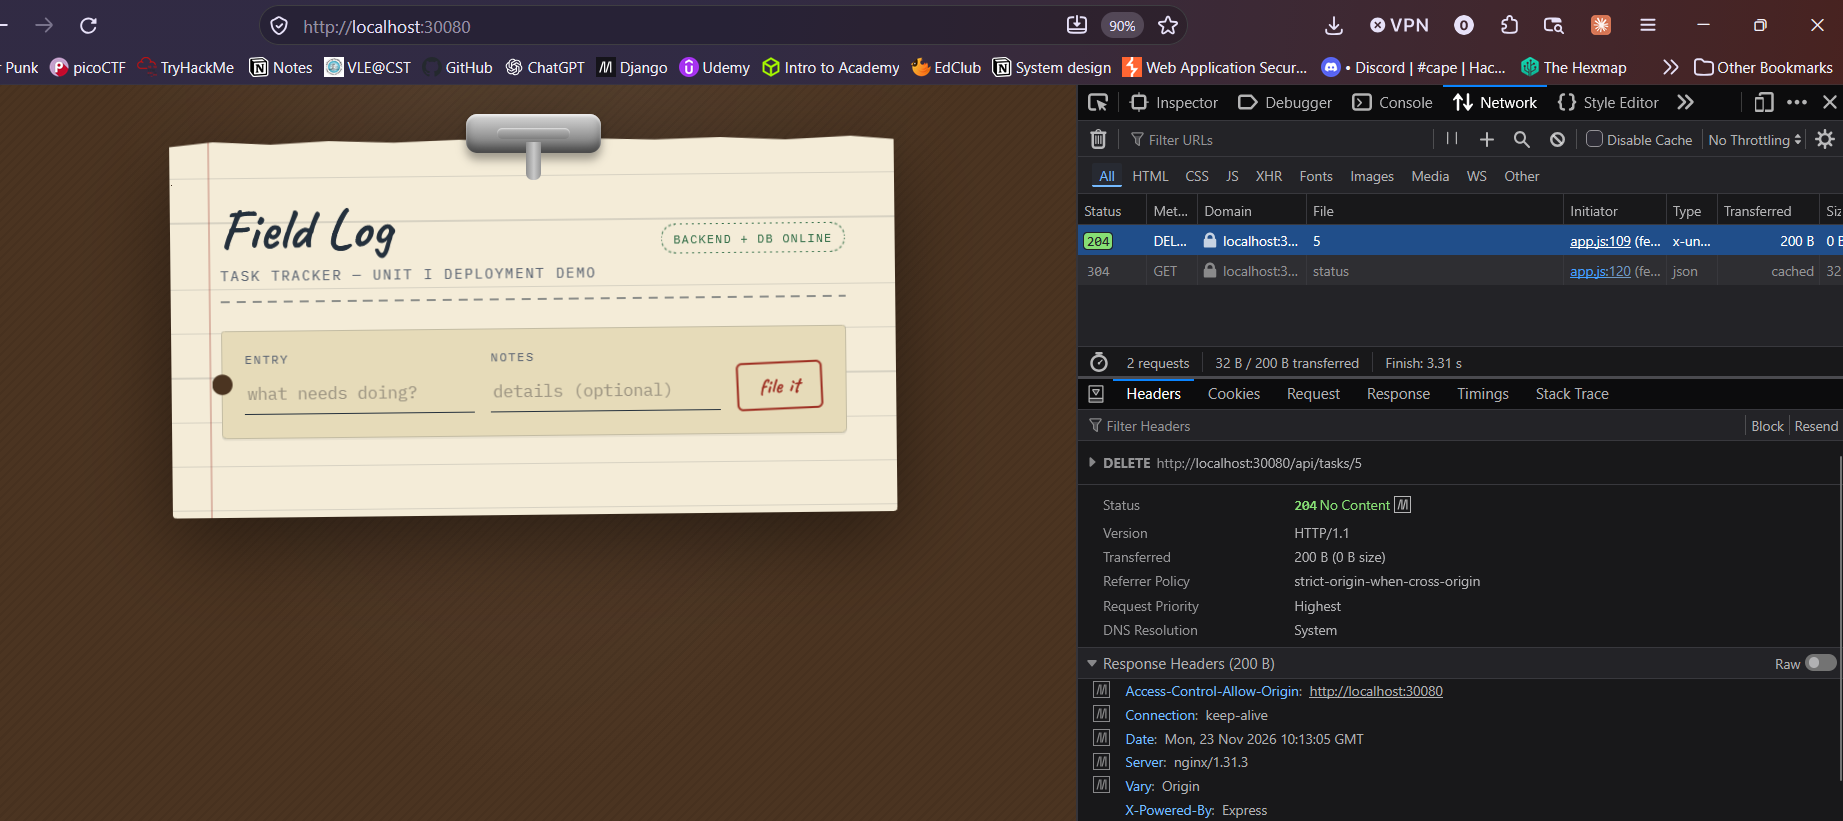 http://localhost:30080
90%
VPN
Punk
picoCTF
TryHackMe
Notes
VLE@CST
GitHub
ChatGPT
Django
Udemy
Intro to Academy
EdClub
System design
Web Application Secur...
• Discord | #cape | Hac...
The Hexmap
Other Bookmarks
Field Log
BACKEND + DB ONLINE
TASK TRACKER — UNIT I DEPLOYMENT DEMO
ENTRY
NOTES
what needs doing?
details (optional)
file it
Inspector
Debugger
Console
Network
Style Editor
Filter URLs
Disable Cache
No Throttling
All
HTML
CSS
JS
XHR
Fonts
Images
Media
WS
Other
Status
Met...
Domain
File
Initiator
Type
Transferred
Siz
204
DEL...
localhost:3...
5
app.js:109 (fe...
x-un...
200 B
0 B
304
GET
localhost:3...
status
app.js:120 (fe...
json
cached
32
2 requests
32 B / 200 B transferred
Finish: 3.31 s
Headers
Cookies
Request
Response
Timings
Stack Trace
Filter Headers
Block
Resend
DELETE http://localhost:30080/api/tasks/5
Status
204 No Content
Version
HTTP/1.1
Transferred
200 B (0 B size)
Referrer Policy
strict-origin-when-cross-origin
Request Priority
Highest
DNS Resolution
System
Response Headers (200 B)
Raw
Access-Control-Allow-Origin: http://localhost:30080
Connection: keep-alive
Date: Mon, 23 Nov 2026 10:13:05 GMT
Server: nginx/1.31.3
Vary: Origin
X-Powered-By: Express